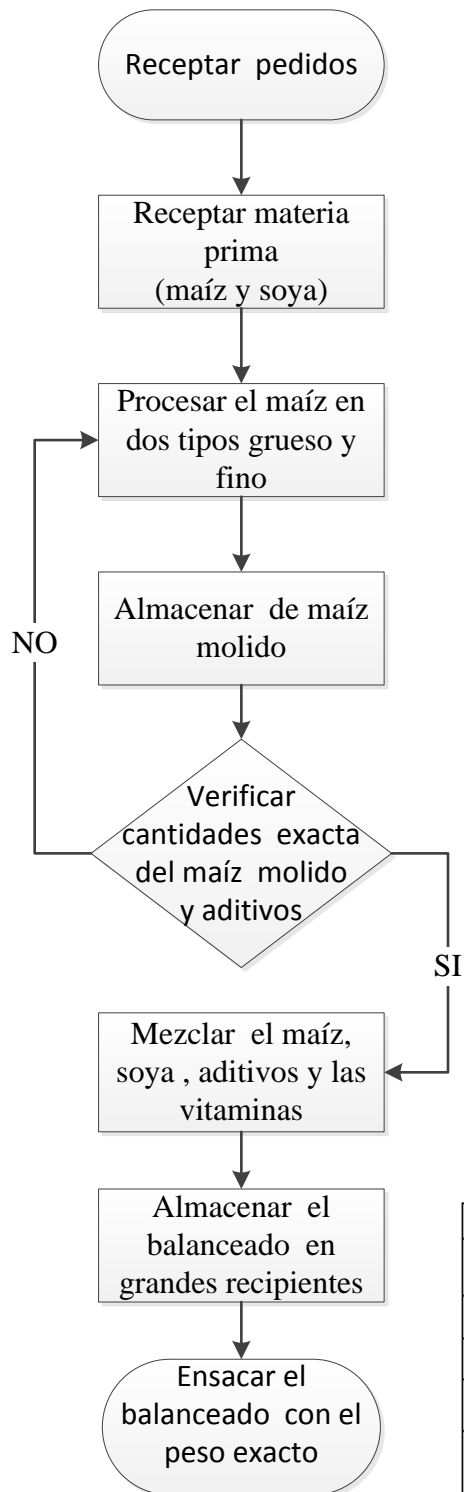 Receptar pedidos
Receptar materia
prima
(maíz y soya)
Procesar el maíz en
dos tipos grueso y
fino
Almacenar de maíz
molido
NO
Verificar
cantidades exacta
del maíz molido
y aditivos
SI
Mezclar el maíz,
soya , aditivos y las
vitaminas
Almacenar el
balanceado en
grandes recipientes
Ensacar el
balanceado con el
peso exacto